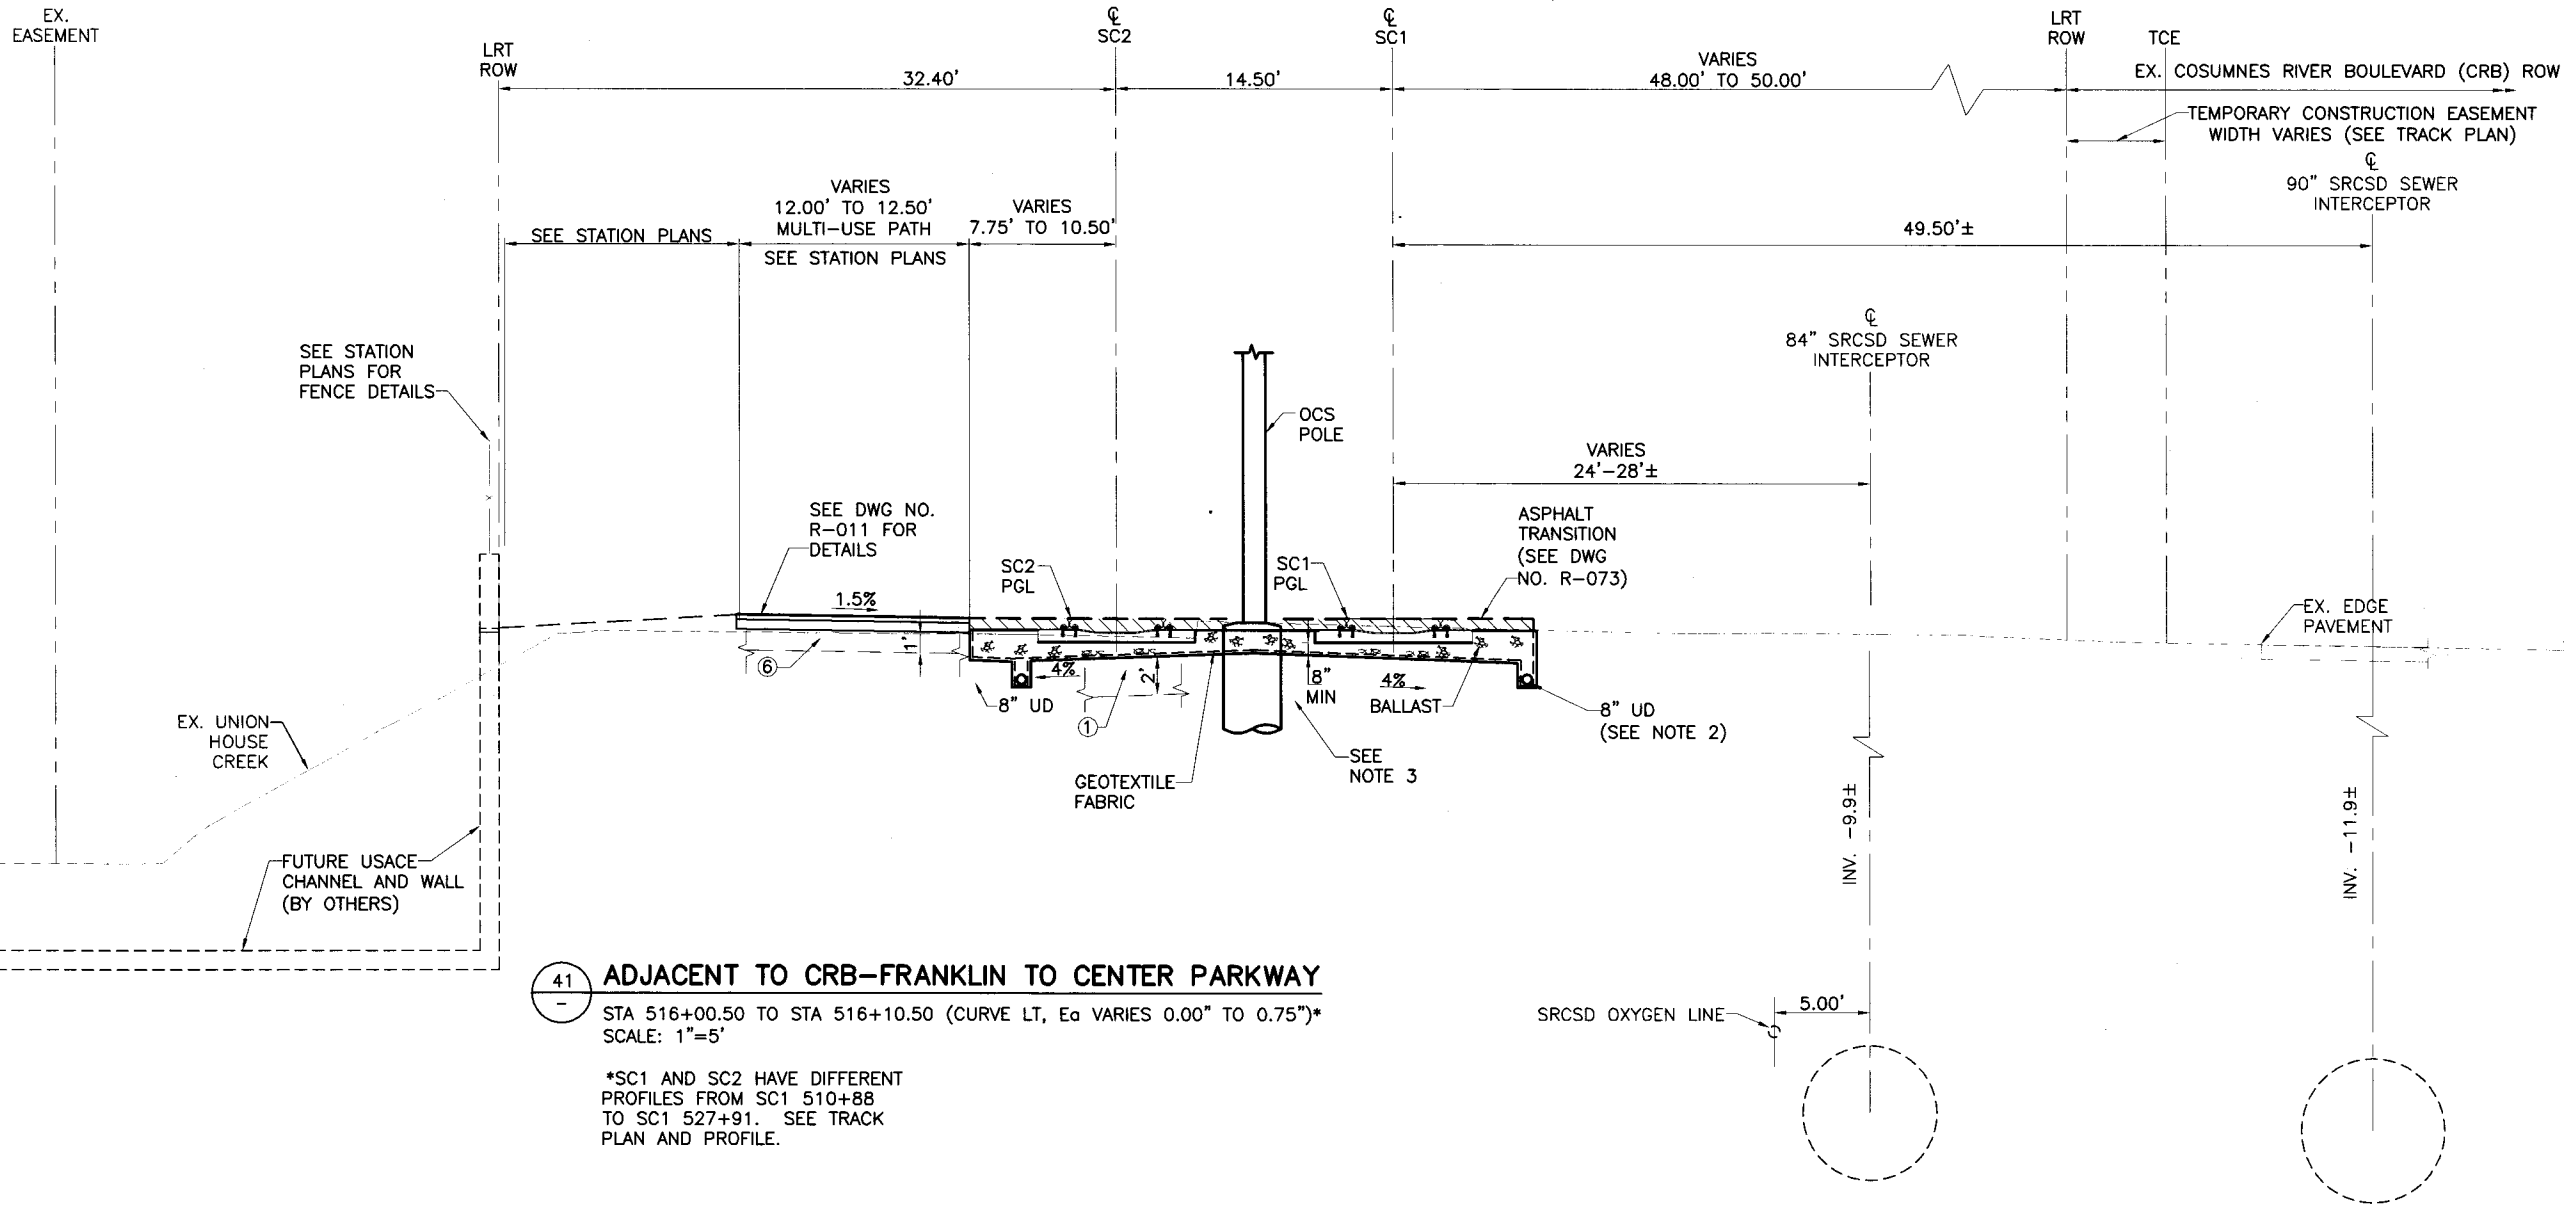 EX.
EASEMENT
LRT
ROW
℄
SC2
℄
SC1
LRT
ROW
TCE
32.40'
14.50'
VARIES
48.00' TO 50.00'
EX. COSUMNES RIVER BOULEVARD (CRB) ROW
TEMPORARY CONSTRUCTION EASEMENT
WIDTH VARIES (SEE TRACK PLAN)
℄
90" SRCSD SEWER
INTERCEPTOR
SEE STATION PLANS
VARIES
12.00' TO 12.50'
MULTI-USE PATH
SEE STATION PLANS
VARIES
7.75' TO 10.50'
49.50'±
℄
84" SRCSD SEWER
INTERCEPTOR
SEE STATION
PLANS FOR
FENCE DETAILS
OCS
POLE
VARIES
24'-28'±
SEE DWG NO.
R-011 FOR
DETAILS
SC2
PGL
SC1
PGL
ASPHALT
TRANSITION
(SEE DWG
NO. R-073)
1.5%
EX. EDGE
PAVEMENT
1'
6
4%
2'
8"
MIN
4%
8" UD
1
BALLAST
8" UD
(SEE NOTE 2)
EX. UNION
HOUSE
CREEK
GEOTEXTILE
FABRIC
SEE
NOTE 3
INV. -9.9±
INV. -11.9±
FUTURE USACE
CHANNEL AND WALL
(BY OTHERS)
41
-
ADJACENT TO CRB-FRANKLIN TO CENTER PARKWAY
STA 516+00.50 TO STA 516+10.50 (CURVE LT, Ea VARIES 0.00" TO 0.75")*
SCALE: 1"=5'
*SC1 AND SC2 HAVE DIFFERENT
PROFILES FROM SC1 510+88
TO SC1 527+91. SEE TRACK
PLAN AND PROFILE.
SRCSD OXYGEN LINE
5.00'